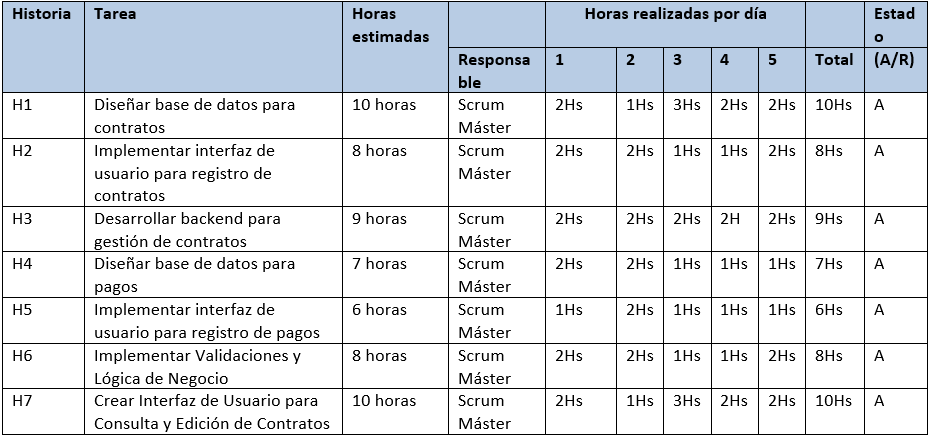 Historia Tarea Horas Horas realizadas por día Estad
estimadas o
Responsa 1 2 3 4 5 Total (A/R)
ble
H1 Diseñar base de datos para 10 horas Scrum 2Hs 1Hs 3Hs 2Hs 2Hs 10Hs A
contratos Máster
H2 Implementar interfaz de 8 horas Scrum 2Hs 2Hs 1Hs 1Hs 2Hs 8Hs A
usuario para registro de Máster
contratos
H3 Desarrollar backend para 9 horas Scrum 2Hs 2Hs 2Hs 2H 2Hs 9Hs A
gestión de contratos Máster
H4 Diseñar base de datos para 7 horas Scrum 2Hs 2Hs 1Hs 1Hs 1Hs 7Hs A
pagos Máster
H5 Implementar interfaz de 6 horas Scrum 1Hs 2Hs 1Hs 1Hs 1Hs 6Hs A
usuario para registro de pagos Máster
H6 Implementar Validaciones y 8 horas Scrum 2Hs 2Hs 1Hs 1Hs 2Hs 8Hs A
Lógica de Negocio Máster
H7 Crear Interfaz de Usuario para 10 horas Scrum 2Hs 1Hs 3Hs 2Hs 2Hs 10Hs A
Consulta y Edición de Contratos Máster